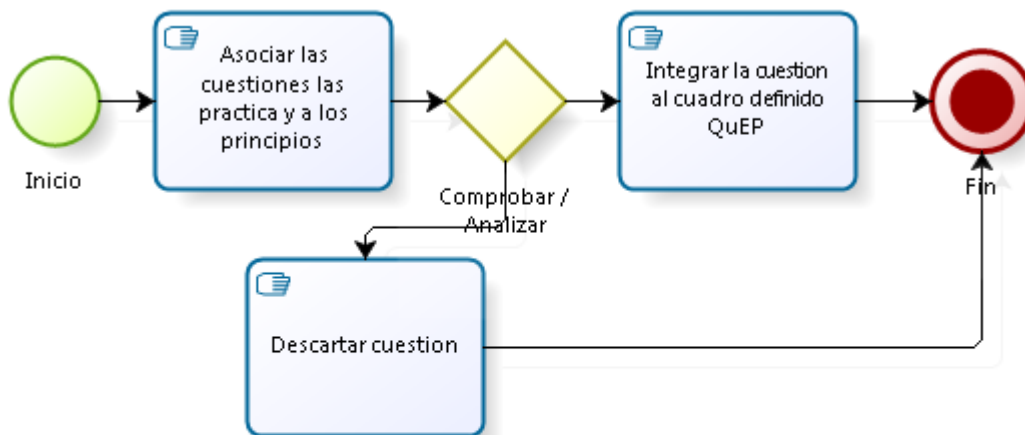 Inicio
Asociar las
cuestiones las
practica y a los
principios
Comprobar /
Analizar
Integrar la cuestion
al cuadro definido
QuEP
Fin
Descartar cuestion